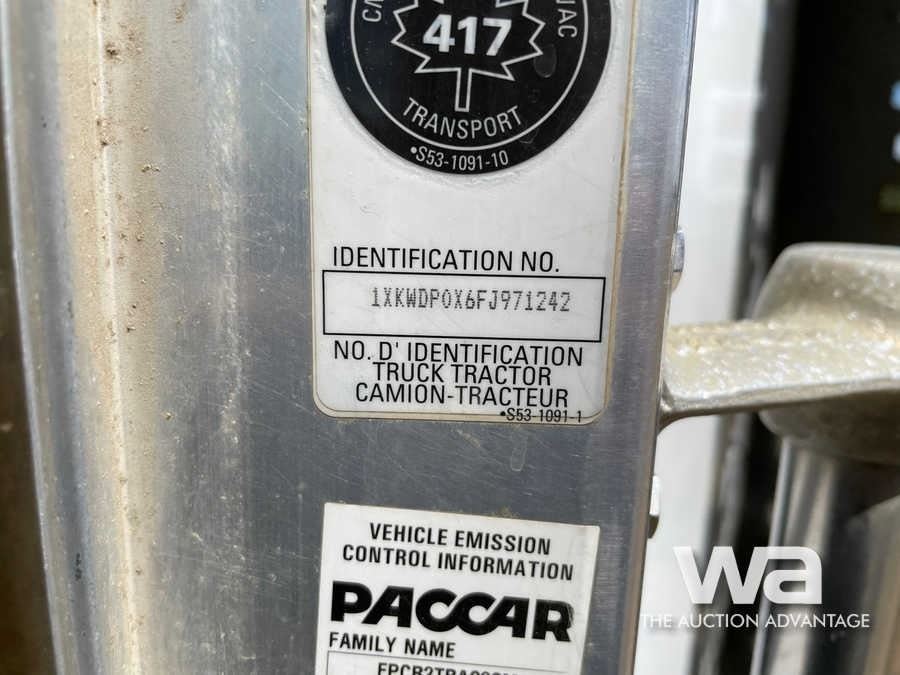 417
TRANSPORT
•S53-1091-10
IDENTIFICATION NO.
1XKWDP0X6FJ971242
NO. D' IDENTIFICATION
TRUCK TRACTOR
CAMION-TRACTEUR
•S53-1091-1
VEHICLE EMISSION
CONTROL INFORMATION
PACCAR
FAMILY NAME
wa
THE AUCTION ADVANTAGE